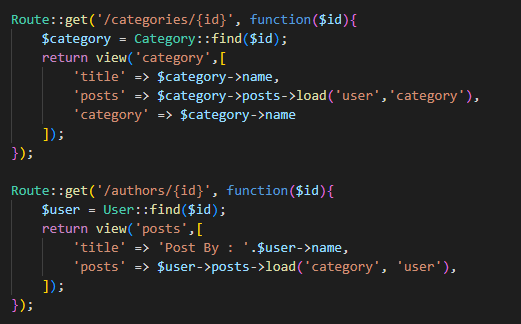 Route::get('/categories/{id}', function($id){
    $category = Category::find($id);
    return view('category',[
        'title' => $category->name,
        'posts' => $category->posts->load('user','category'),
        'category' => $category->name
    ]);
});

Route::get('/authors/{id}', function($id){
    $user = User::find($id);
    return view('posts',[
        'title' => 'Post By : '.$user->name,
        'posts' => $user->posts->load('category', 'user'),
    ]);
});